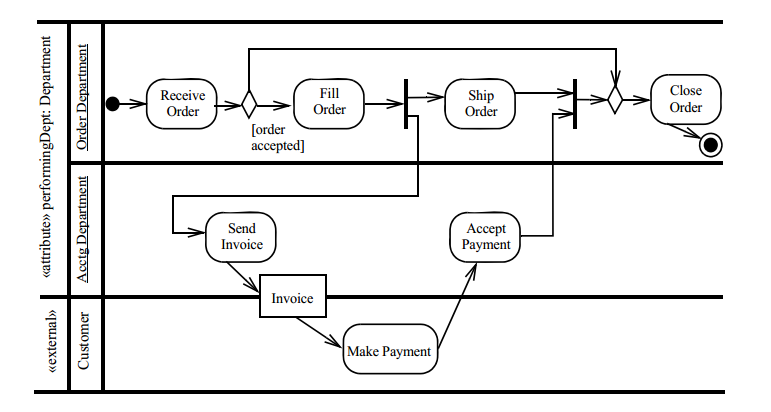 «attribute» performingDept: Department
Order Department
Receive
Order
[order
accepted]
Fill
Order
Ship
Order
Close
Order
Acctg Department
Send
Invoice
Accept
Payment
Invoice
«external»
Customer
Make Payment